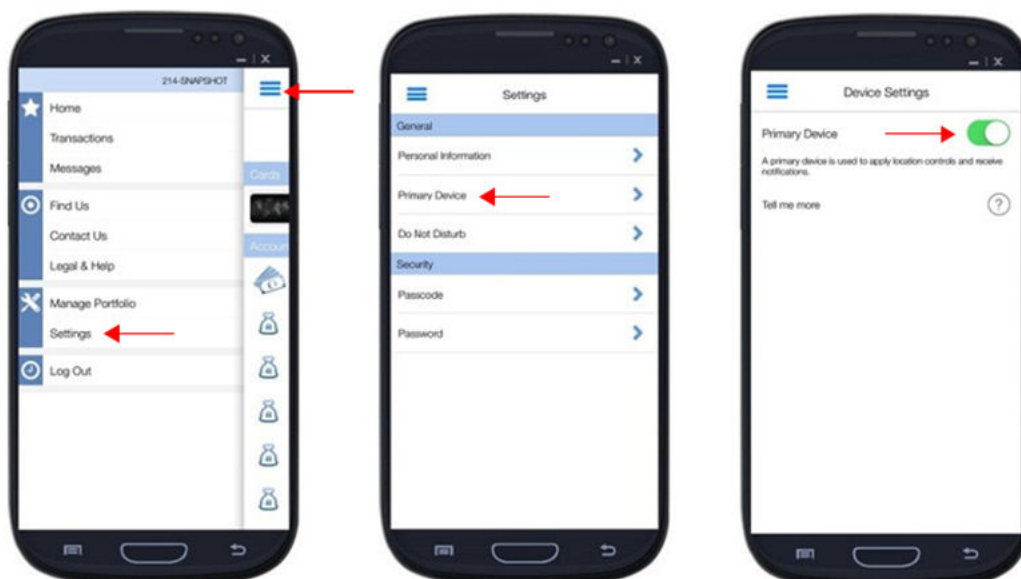 214-SNAPSHOT
Home
Transactions
Messages
Find Us
Contact Us
Legal & Help
Manage Portfolio
Settings
Log Out
Cards
Accoun
Settings
General
Personal Information
Primary Device
Do Not Disturb
Security
Passcode
Password
Device Settings
Primary Device
A primary device is used to apply location controls and receive
notifications.
Tell me more
?